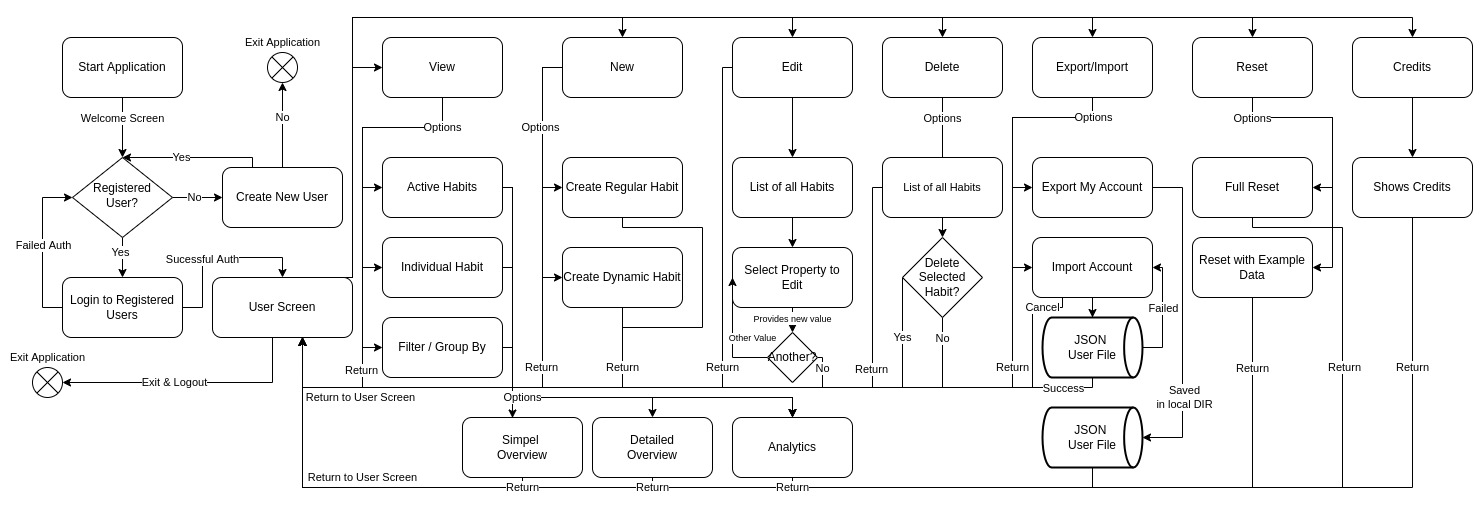 Exit Application
Start Application
View
New
Edit
Delete
Export/Import
Reset
Credits
Welcome Screen
No
Options
Options
Options
Options
Options
Yes
Registered
User?
No
Create New User
Active Habits
Create Regular Habit
List of all Habits
List of all Habits
Export My Account
Full Reset
Shows Credits
Failed Auth
Yes
Sucessful Auth
Individual Habit
Create Dynamic Habit
Select Property to
Edit
Delete
Selected
Habit?
Import Account
Reset with Example
Data
Login to Registered
Users
User Screen
Cancel
Failed
Provides new value
Other Value
Yes
No
Filter / Group By
JSON
User File
Exit Application
Another?
No
Return
Return
Return
Return
Return
Return
Return
Return
Return
Exit & Logout
Success
Saved
in local DIR
Return to User Screen
Options
Simpel
Overview
Detailed
Overview
Analytics
JSON
User File
Return to User Screen
Return
Return
Return